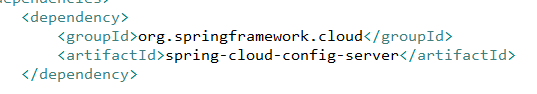 <dependency>
<groupId>org.springframework.cloud</groupId>
<artifactId>spring-cloud-config-server</artifactId>
</dependency>